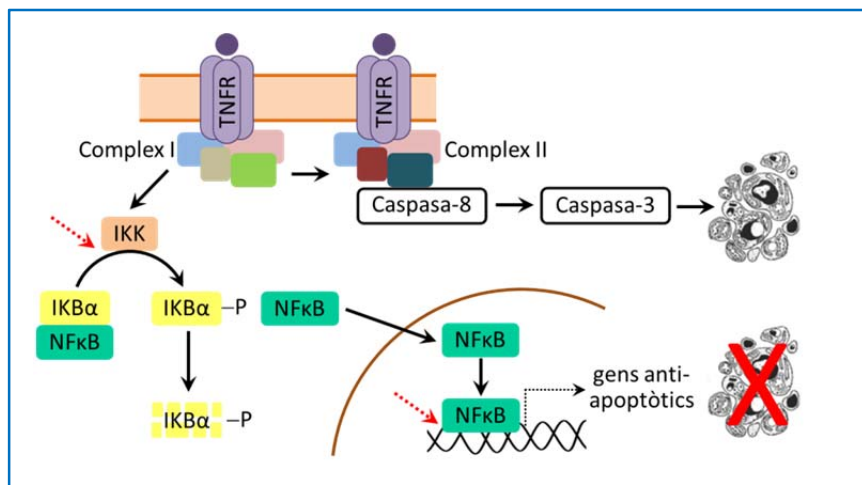 TNFR
TNFR
Complex I
Complex II
Caspasa-8
Caspasa-3
IKK
IKBα
NFκB
IKBα –P
NFκB
NFκB
IKBα –P
NFκB
gens anti-
apoptòtics